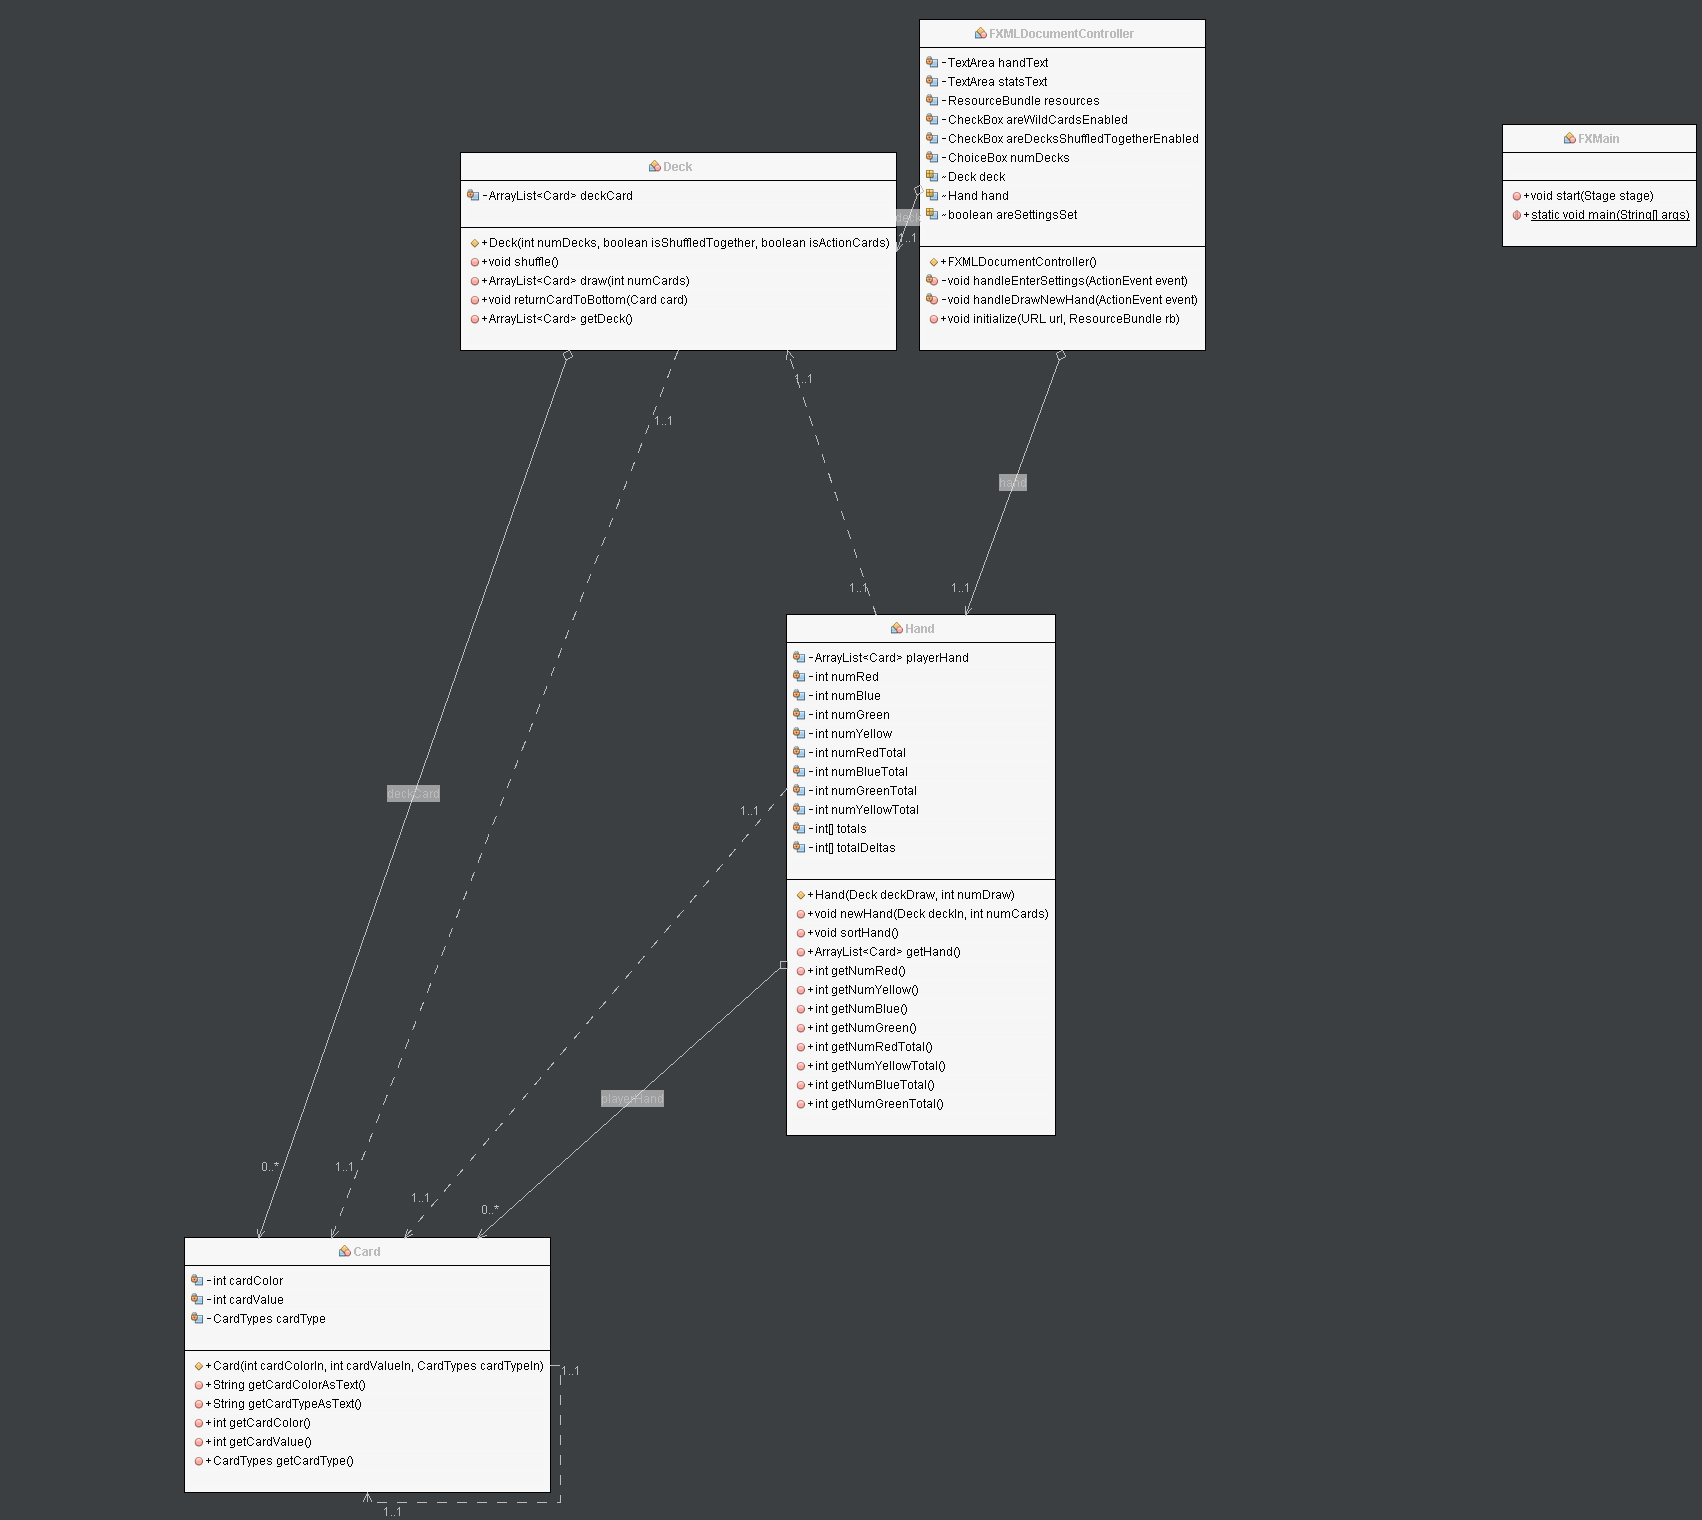 FXMLDocumentController
-TextArea handText
-TextArea statsText
-ResourceBundle resources
-CheckBox areWildCardsEnabled
-CheckBox areDecksShuffledTogetherEnabled
-ChoiceBox numDecks
~Deck deck
~Hand hand
~boolean areSettingsSet
+FXMLDocumentController()
-void handleEnterSettings(ActionEvent event)
-void handleDrawNewHand(ActionEvent event)
+void initialize(URL url, ResourceBundle rb)
FXMain
+void start(Stage stage)
+static void main(String[] args)
Deck
-ArrayList<Card> deckCard
+Deck(int numDecks, boolean isShuffledTogether, boolean isActionCards)
+void shuffle()
+ArrayList<Card> draw(int numCards)
+void returnCardToBottom(Card card)
+ArrayList<Card> getDeck()
deck
1..1
1..1
1..1
hand
1..1
1..1
Hand
-ArrayList<Card> playerHand
-int numRed
-int numBlue
-int numGreen
-int numYellow
-int numRedTotal
-int numBlueTotal
-int numGreenTotal
-int numYellowTotal
-int[] totals
-int[] totalDeltas
+Hand(Deck deckDraw, int numDraw)
+void newHand(Deck deckIn, int numCards)
+void sortHand()
+ArrayList<Card> getHand()
+int getNumRed()
+int getNumYellow()
+int getNumBlue()
+int getNumGreen()
+int getNumRedTotal()
+int getNumYellowTotal()
+int getNumBlueTotal()
+int getNumGreenTotal()
deckCard
1..1
playerHand
0..*
1..1
1..1
0..*
Card
-int cardColor
-int cardValue
-CardTypes cardType
+Card(int cardColorIn, int cardValueIn, CardTypes cardTypeIn)
+String getCardColorAsText()
+String getCardTypeAsText()
+int getCardColor()
+int getCardValue()
+CardTypes getCardType()
1..1
1..1